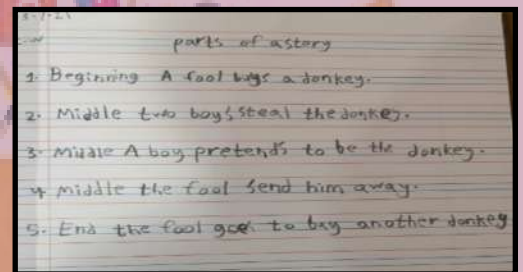 parts of a story
1. Beginning A fool buys a donkey.
2. Middle two boy's steal the donkey.
3. Middle A boy pretends to be the donkey.
4 Middle the fool send him away.
5. End the fool goes to buy another donkey